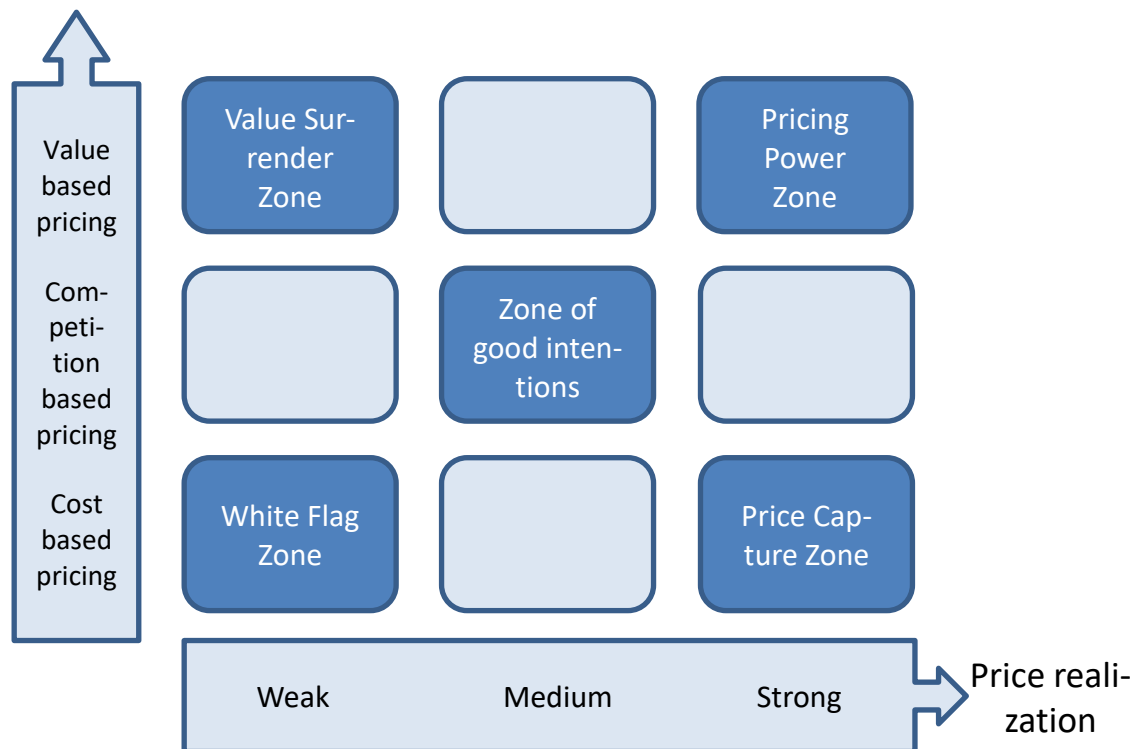 Value
based
pricing
Com-
peti-
tion
based
pricing
Cost
based
pricing
Value Sur-
render
Zone
Pricing
Power
Zone
Zone of
good inten-
tions
White Flag
Zone
Price Cap-
ture Zone
Weak
Medium
Strong
Price reali-
zation